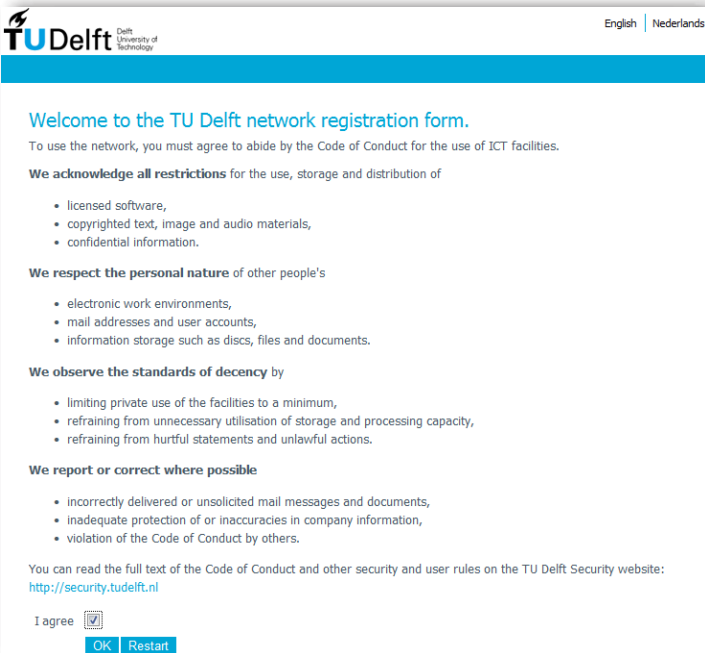 TUDelft
Delft
University of
Technology
English Nederlands
Welcome to the TU Delft network registration form.
To use the network, you must agree to abide by the Code of Conduct for the use of ICT facilities.
We acknowledge all restrictions for the use, storage and distribution of
• licensed software,
• copyrighted text, image and audio materials,
• confidential information.
We respect the personal nature of other people's
• electronic work environments,
• mail addresses and user accounts,
• information storage such as discs, files and documents.
We observe the standards of decency by
• limiting private use of the facilities to a minimum,
• refraining from unnecessary utilisation of storage and processing capacity,
• refraining from hurtful statements and unlawful actions.
We report or correct where possible
• incorrectly delivered or unsolicited mail messages and documents,
• inadequate protection of or inaccuracies in company information,
• violation of the Code of Conduct by others.
You can read the full text of the Code of Conduct and other security and user rules on the TU Delft Security website:
http://security.tudelft.nl
I agree
OK Restart